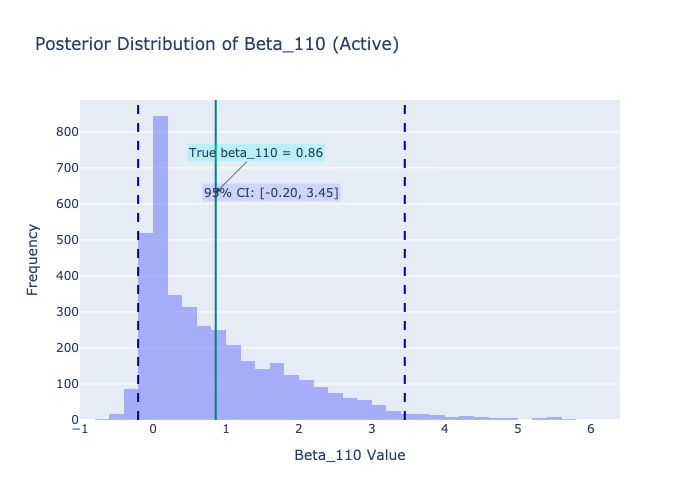 Posterior Distribution of Beta_110 (Active)
800
700
600
500
400
300
200
100
0
Frequency
True beta_110 = 0.86
95% CI: [-0.20, 3.45]
−1 0 1 2 3 4 5 6
Beta_110 Value